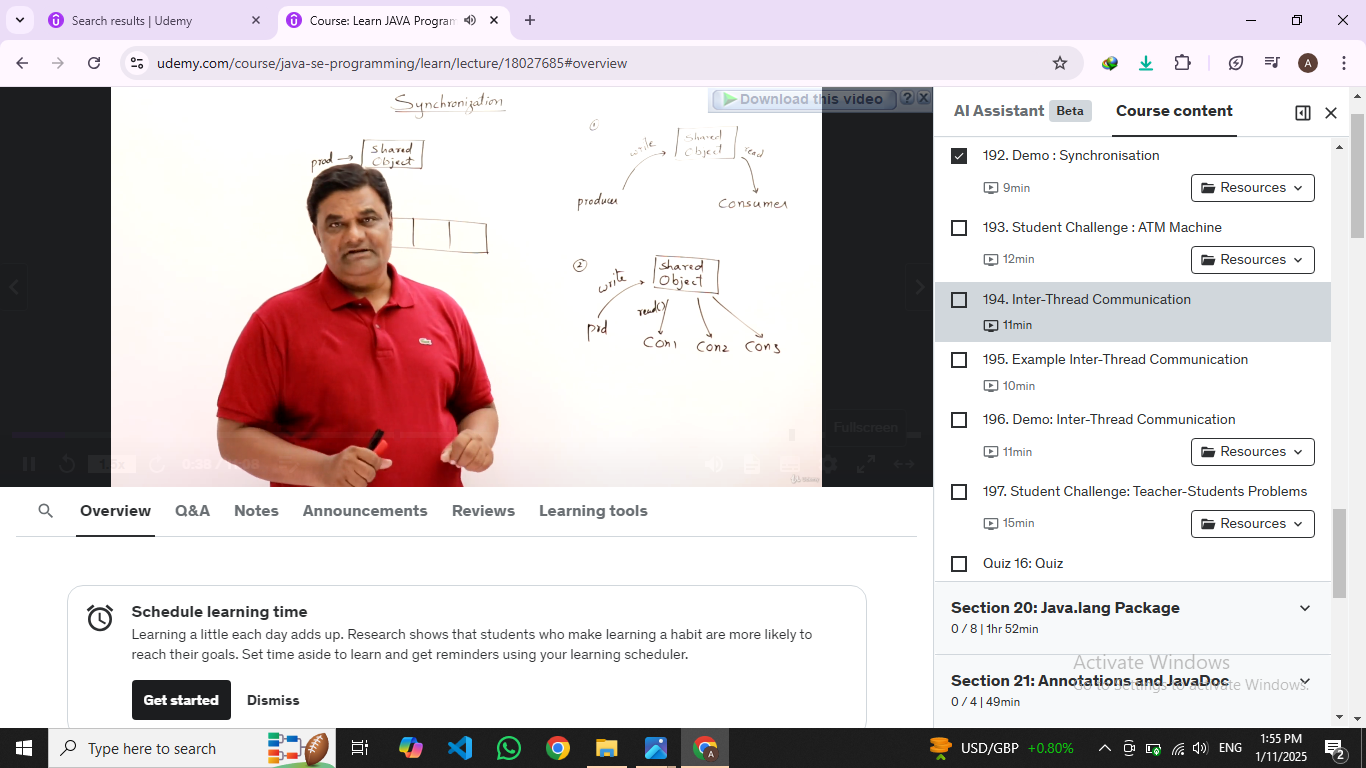 Search results | Udemy
Course: Learn JAVA Program
udemy.com/course/java-se-programming/learn/lecture/18027685#overview
A
Synchronization
Download this video
?
prod → Shared Object
1
write
Shared Object
read
producer
Consumer
2
write
Shared Object
read()
prd
Con1 Con2 Con3
Fullscreen
1.5x
Udemy
Overview
Q&A
Notes
Announcements
Reviews
Learning tools
Schedule learning time
Learning a little each day adds up. Research shows that students who make learning a habit are more likely to
reach their goals. Set time aside to learn and get reminders using your learning scheduler.
Get started
Dismiss
AI Assistant
Beta
Course content
192. Demo : Synchronisation
9min
Resources
193. Student Challenge : ATM Machine
12min
Resources
194. Inter-Thread Communication
11min
195. Example Inter-Thread Communication
10min
196. Demo: Inter-Thread Communication
11min
Resources
197. Student Challenge: Teacher-Students Problems
15min
Resources
Quiz 16: Quiz
Section 20: Java.lang Package
0 / 8 | 1hr 52min
Section 21: Annotations and JavaDoc
0 / 4 | 49min
Activate Windows
Go to Settings to activate Windows.
Type here to search
USD/GBP +0.80%
ENG
1:55 PM
1/11/2025
2